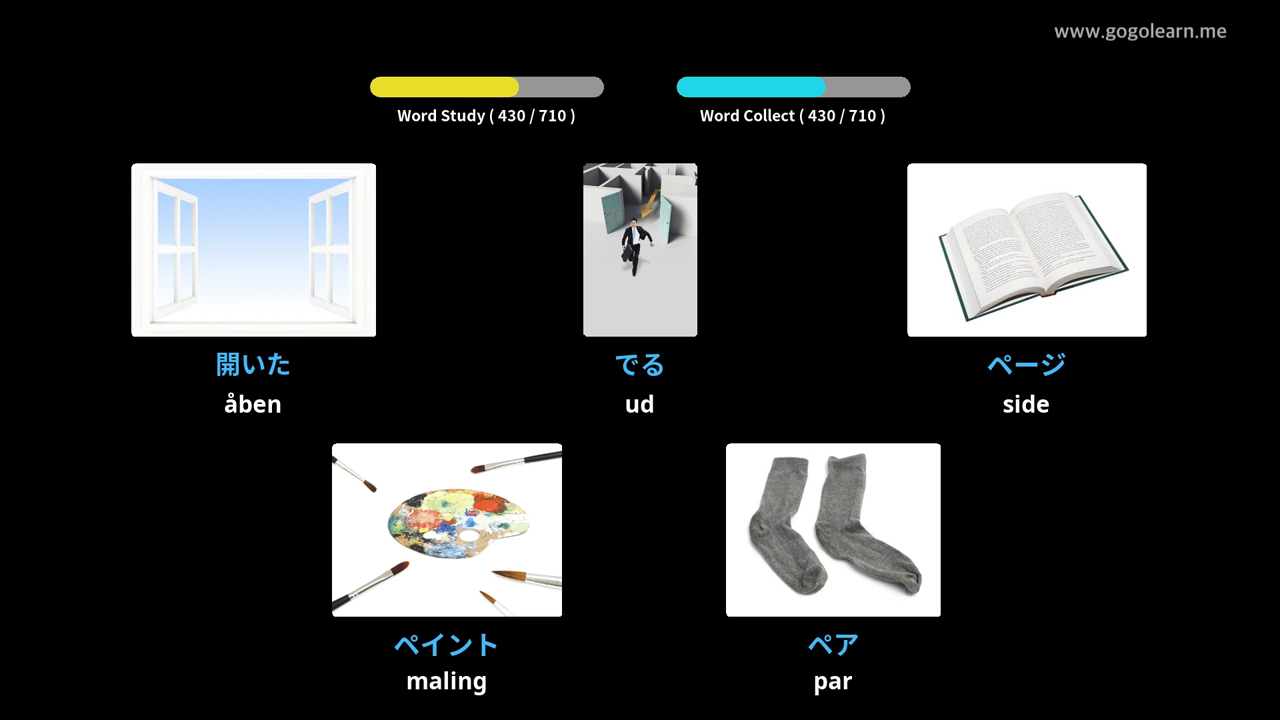 www.gogolearn.me
Word Study ( 430 / 710 )
Word Collect ( 430 / 710 )
開いた
åben
でる
ud
ページ
side
ペイント
maling
ペア
par